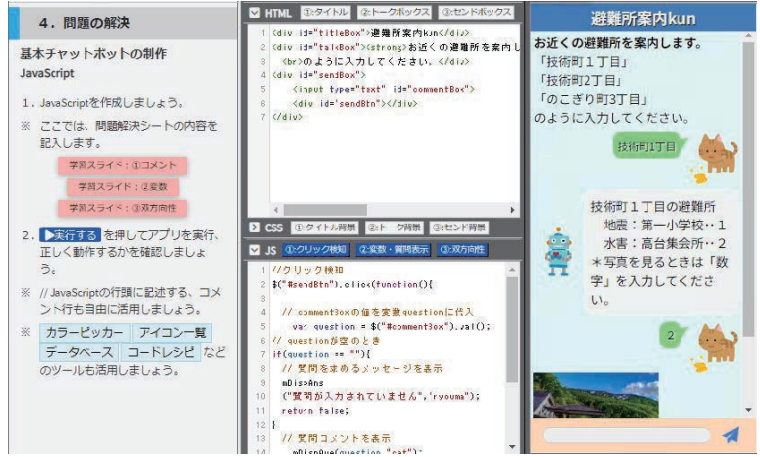 4．問題の解決
基本チャットボットの制作
JavaScript
1．JavaScriptを作成しましょう。
※ ここでは、問題解決シートの内容を
記入します。
学習スライド：①コメント
学習スライド：②変数
学習スライド：③双方向性
2．▶実行する を押してアプリを実行、
正しく動作するかを確認しましょ
う。
※ // JavaScriptの行頭に記述する、コメ
ント行も自由に活用しましょう。
※ カラーピッカー アイコン一覧
データベース コードレシピ など
のツールも活用しましょう。
HTML ①:タイトル ②:トークボックス ③:センドボックス
1 <div id="titleBox">避難所案内kun</div>
2 <div id="talkBox"><strong>お近くの避難所を案内し
3 <br>のように入力してください。</div>
4 <div id="sendBox">
5 <input type="text" id="commentBox">
6 <div id='sendBtn"></div>
7 </div>
CSS ①:タイトル背景 ②:トーク背景 ③:センド背景
JS ①:クリック検知 ②:変数・質問表示 ③:双方向性
1 //クリック検知
2 $("#sendBtn").click(function(){
3
4 // commentBoxの値を変数questionに代入
5 var question = $("#commentBox").val();
6 // questionが空のとき
7 if(question == ""){
8 // 質問を求めるメッセージを表示
9 mDispAns
10 ("質問が入力されていません",'ryouma");
11 return false;
12 }
13 // 質問コメントを表示
14 mDispQue(question,"cat");
避難所案内kun
お近くの避難所を案内します。
「技術町１丁目」
「技術町2丁目」
「のこぎり町3丁目」
のように入力してください。
技術町1丁目
技術町１丁目の避難所
地震：第一小学校‥１
水害：高台集会所‥２
＊写真を見るときは「数
字」を入力してくださ
い。
2